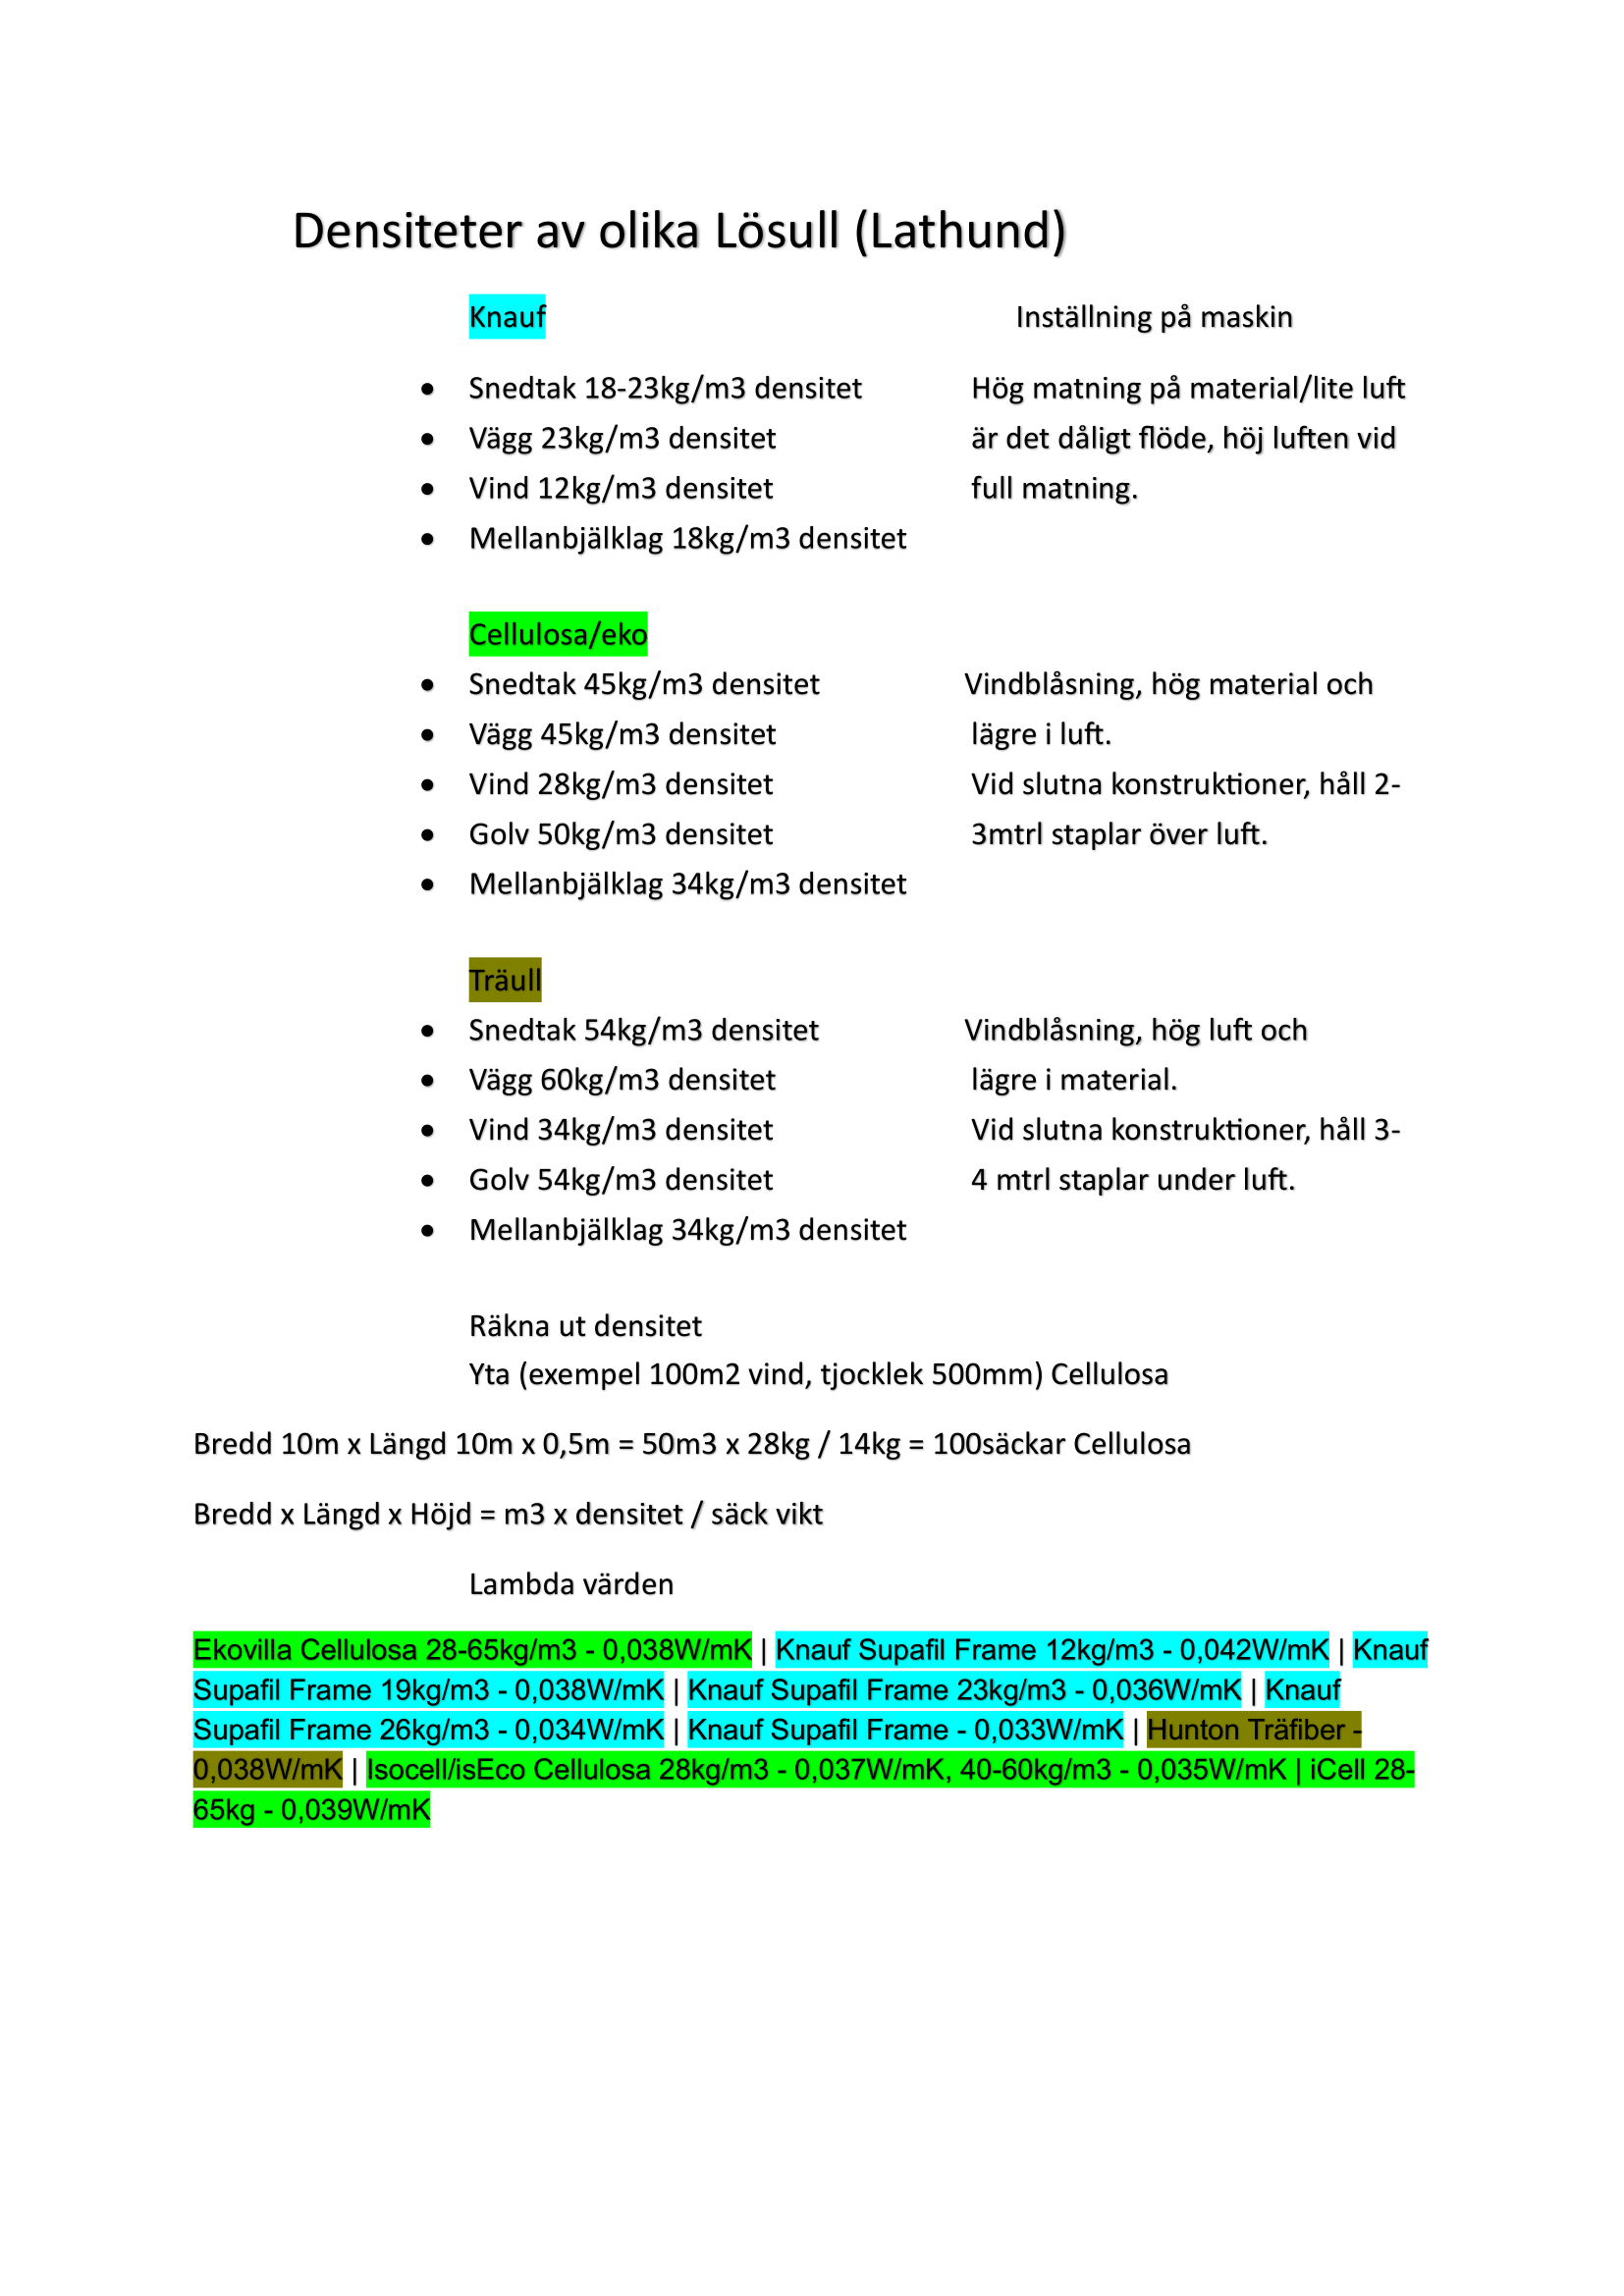 Densiteter av olika Lösull (Lathund)
Knauf Inställning på maskin
• Snedtak 18-23kg/m3 densitet Hög matning på material/lite luft
• Vägg 23kg/m3 densitet är det dåligt flöde, höj luften vid
• Vind 12kg/m3 densitet full matning.
• Mellanbjälklag 18kg/m3 densitet
Cellulosa/eko
• Snedtak 45kg/m3 densitet Vindblåsning, hög material och
• Vägg 45kg/m3 densitet lägre i luft.
• Vind 28kg/m3 densitet Vid slutna konstruktioner, håll 2-
• Golv 50kg/m3 densitet 3mtrl staplar över luft.
• Mellanbjälklag 34kg/m3 densitet
Träull
• Snedtak 54kg/m3 densitet Vindblåsning, hög luft och
• Vägg 60kg/m3 densitet lägre i material.
• Vind 34kg/m3 densitet Vid slutna konstruktioner, håll 3-
• Golv 54kg/m3 densitet 4 mtrl staplar under luft.
• Mellanbjälklag 34kg/m3 densitet
Räkna ut densitet
Yta (exempel 100m2 vind, tjocklek 500mm) Cellulosa
Bredd 10m x Längd 10m x 0,5m = 50m3 x 28kg / 14kg = 100säckar Cellulosa
Bredd x Längd x Höjd = m3 x densitet / säck vikt
Lambda värden
Ekovilla Cellulosa 28-65kg/m3 - 0,038W/mK | Knauf Supafil Frame 12kg/m3 - 0,042W/mK | Knauf
Supafil Frame 19kg/m3 - 0,038W/mK | Knauf Supafil Frame 23kg/m3 - 0,036W/mK | Knauf
Supafil Frame 26kg/m3 - 0,034W/mK | Knauf Supafil Frame - 0,033W/mK | Hunton Träfiber -
0,038W/mK | Isocell/isEco Cellulosa 28kg/m3 - 0,037W/mK, 40-60kg/m3 - 0,035W/mK | iCell 28-
65kg - 0,039W/mK